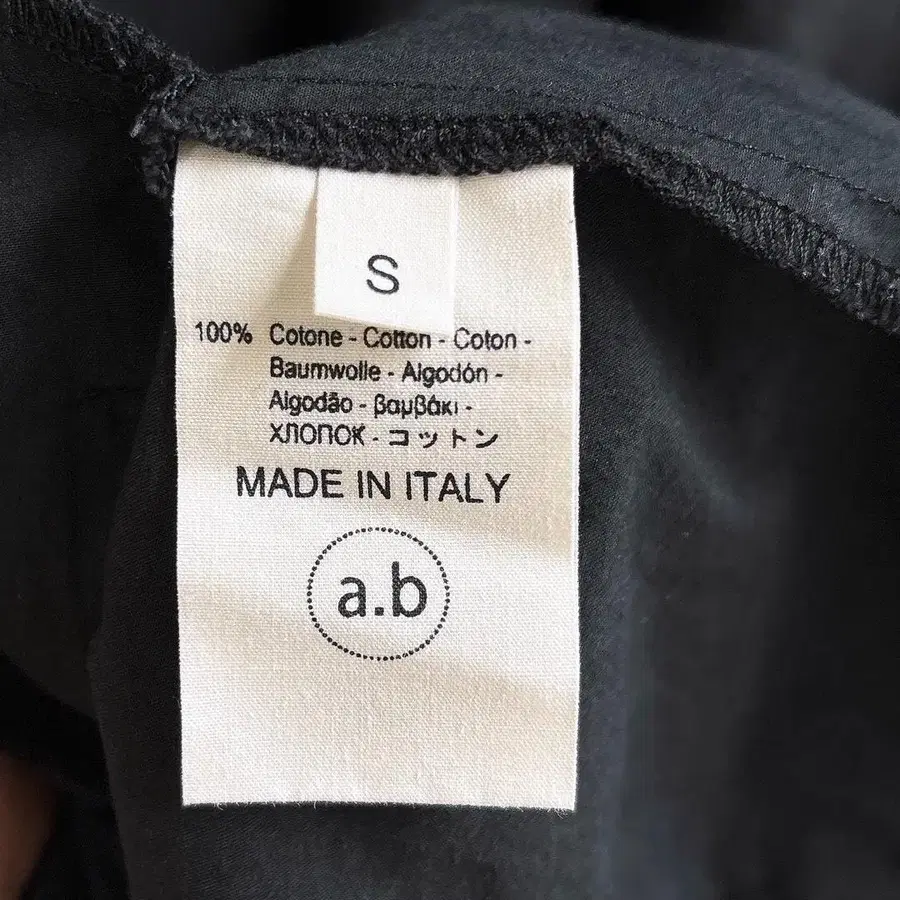 S
100% Cotone - Cotton - Coton -
Baumwolle - Algodón -
Algodão - βαμβάκι -
ХЛОПОК - コットン
MADE IN ITALY
a.b